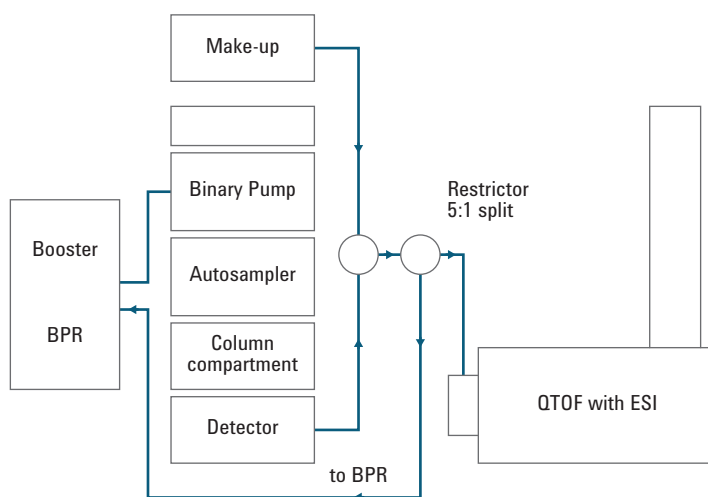 Make-up
Binary Pump
Restrictor
5:1 split
Booster
Autosampler
BPR
Column
compartment
QTOF with ESI
Detector
to BPR